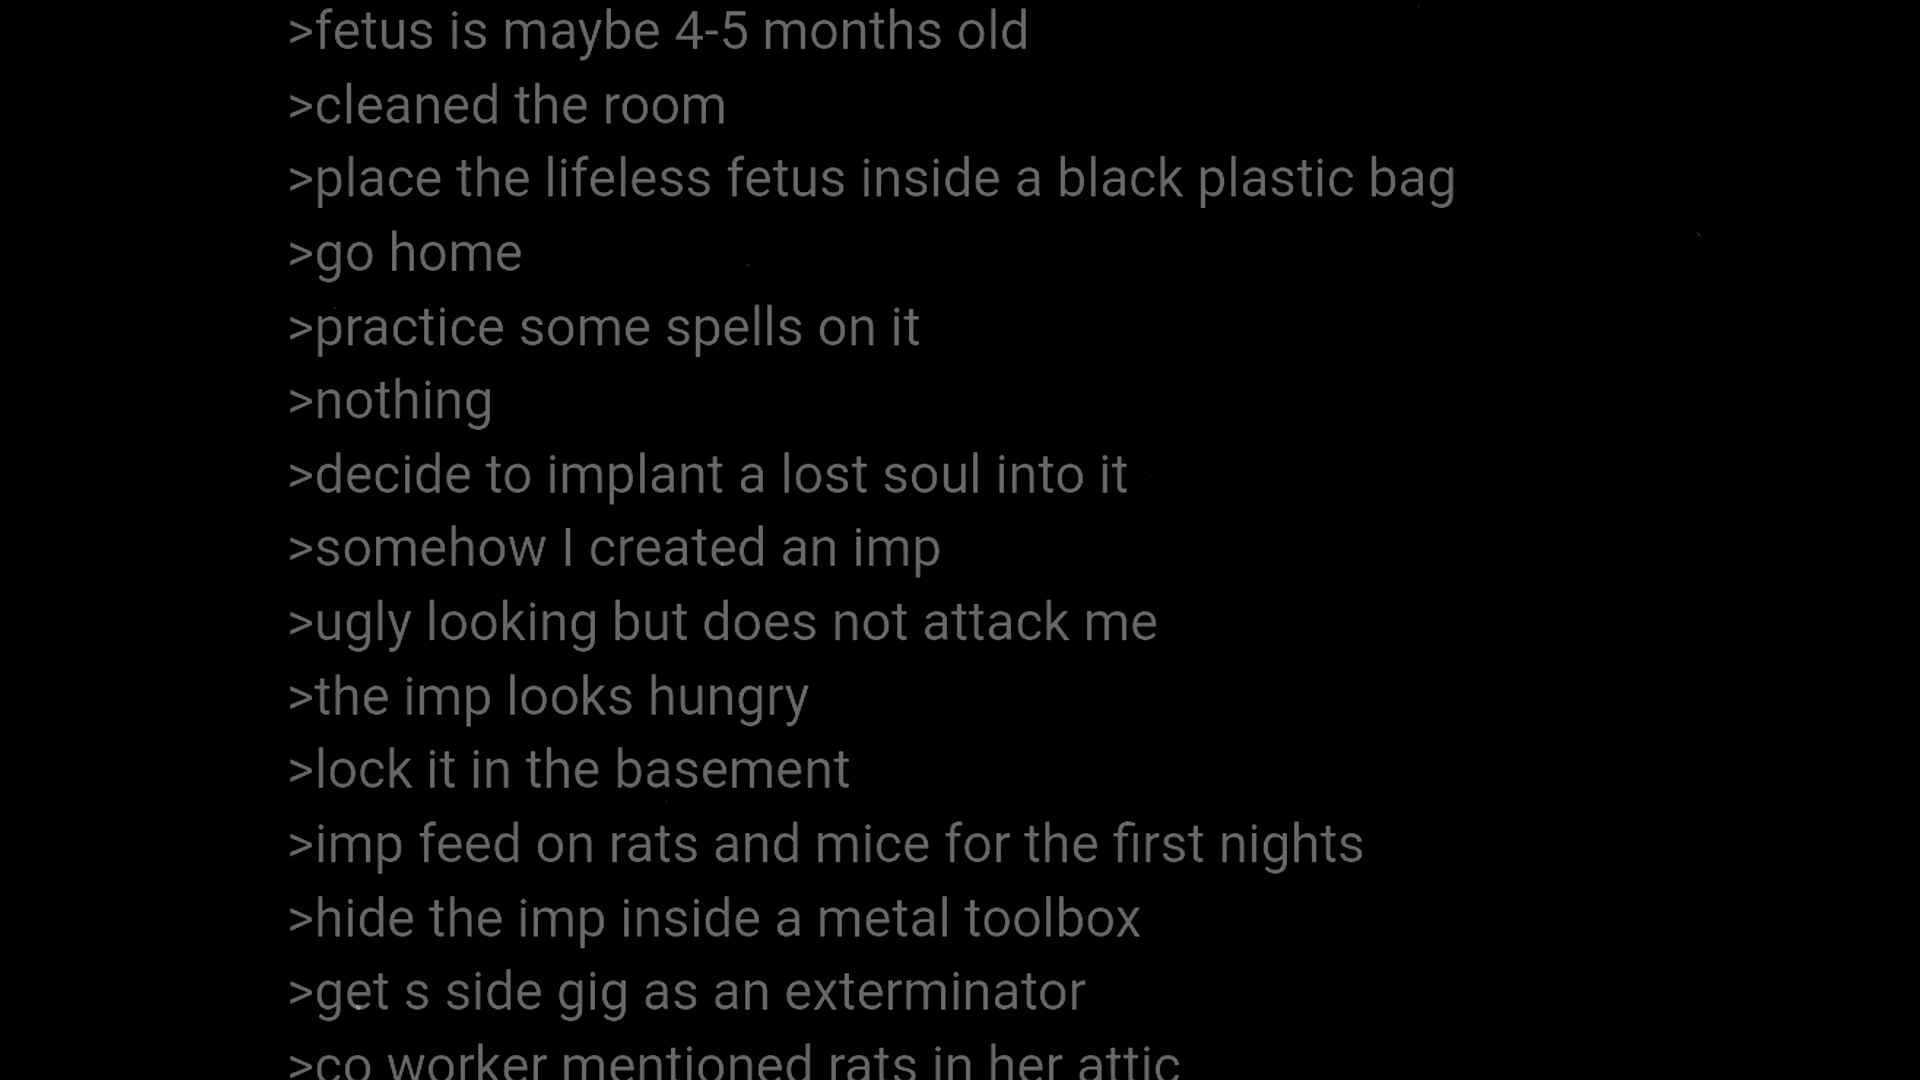 >fetus is maybe 4-5 months old
>cleaned the room
>place the lifeless fetus inside a black plastic bag
>go home
>practice some spells on it
>nothing
>decide to implant a lost soul into it
>somehow I created an imp
>ugly looking but does not attack me
>the imp looks hungry
>lock it in the basement
>imp feed on rats and mice for the first nights
>hide the imp inside a metal toolbox
>get s side gig as an exterminator
>co worker mentioned rats in her attic